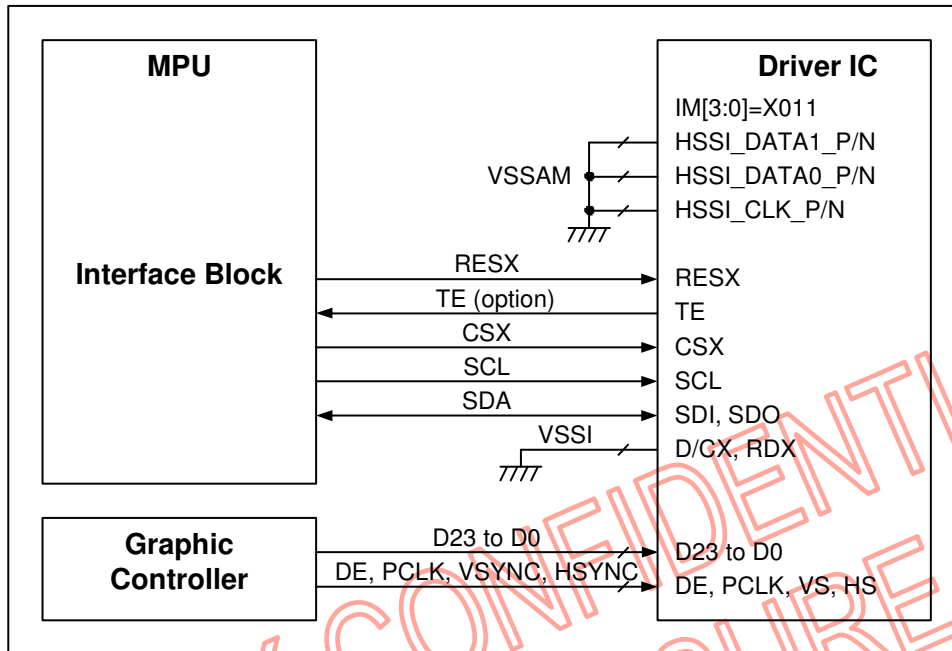 MPU
Driver IC
IM[3:0]=X011
HSSI_DATA1_P/N
VSSAM
HSSI_DATA0_P/N
HSSI_CLK_P/N
Interface Block
RESX
RESX
TE (option)
TE
CSX
CSX
SCL
SCL
SDA
SDI, SDO
VSSI
D/CX, RDX
Graphic
Controller
D23 to D0
D23 to D0
DE, PCLK, VSYNC, HSYNC
DE, PCLK, VS, HS
CONFIDENTI
SURE